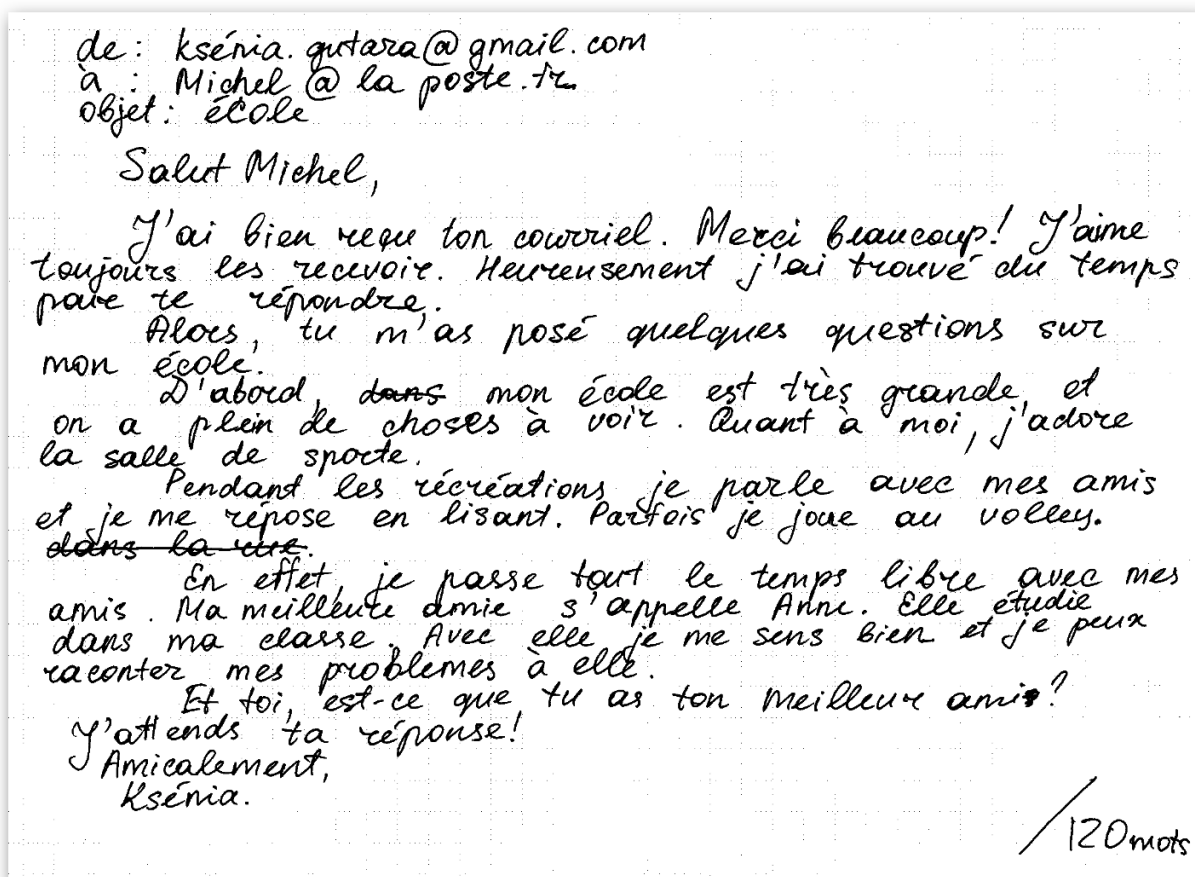 de: ksénia.gutara@gmail.com
à : Michel @ la poste.fr
objet: école
Salut Michel,
J'ai bien reçu ton courriel. Merci beaucoup! J'aime
toujours les recevoir. Heureusement j'ai trouvé du temps
pour te répondre.
Alors, tu m'as posé quelques questions sur
mon école.
D'abord, dans mon école est très grande, et
on a plein de choses à voir. Quant à moi, j'adore
la salle de sporte.
Pendant les récréations je parle avec mes amis
et je me répose en lisant. Parfois je joue au volley.
dans la rue.
En effet, je passe tout le temps libre avec mes
amis. Ma meilleure amie s'appelle Anne. Elle étudie
dans ma classe. Avec elle je me sens bien et je peux
raconter mes problemes à elle.
Et toi, est-ce que tu as ton meilleur ami?
J'attends ta réponse!
Amicalement,
Ksénia.
/120mots